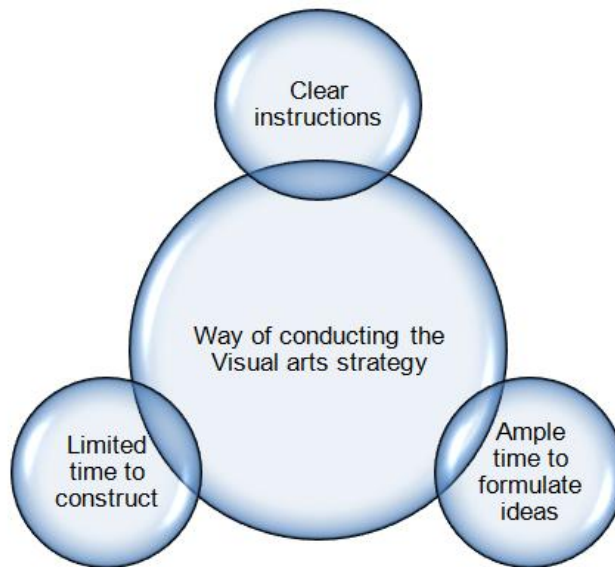 Clear
instructions
Way of conducting the
Visual arts strategy
Limited
time to
construct
Ample
time to
formulate
ideas